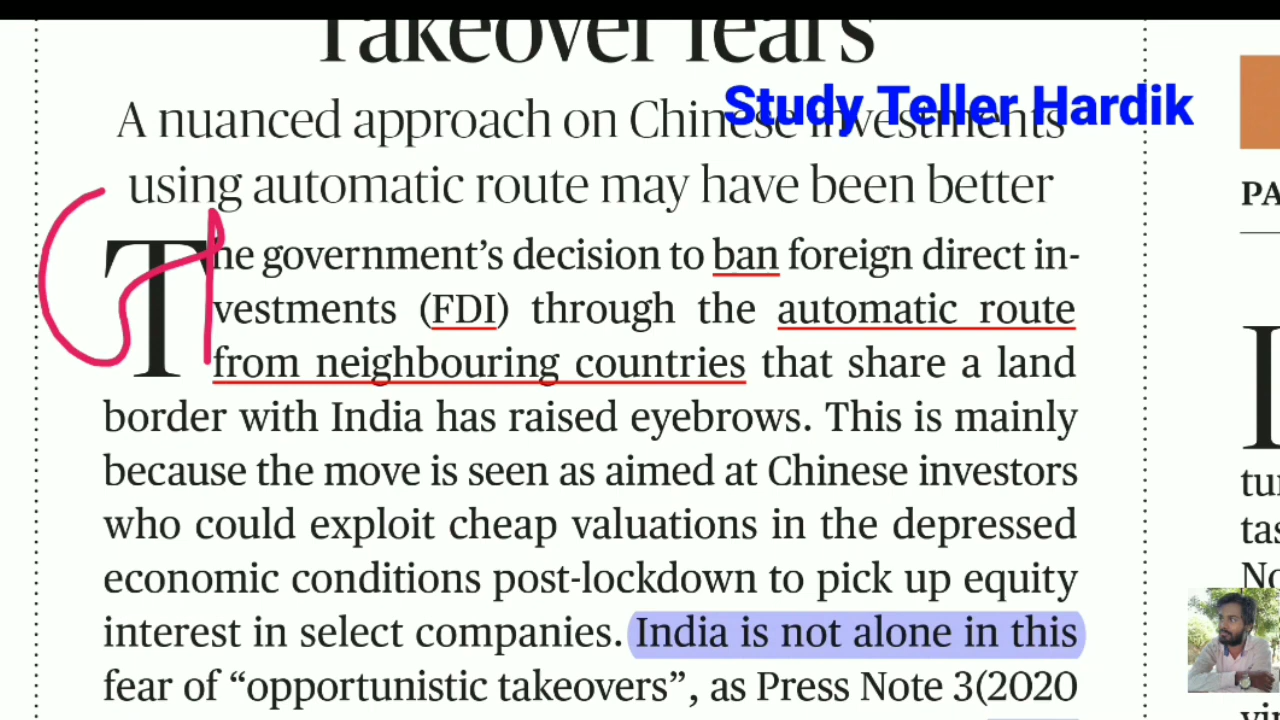 Takeover fears
Study Teller Hardik
A nuanced approach on Chinese investments
using automatic route may have been better
The government's decision to ban foreign direct in-
vestments (FDI) through the automatic route
from neighbouring countries that share a land
border with India has raised eyebrows. This is mainly
because the move is seen as aimed at Chinese investors
who could exploit cheap valuations in the depressed
economic conditions post-lockdown to pick up equity
interest in select companies. India is not alone in this
fear of “opportunistic takeovers”, as Press Note 3(2020
PA
tu
tas
No